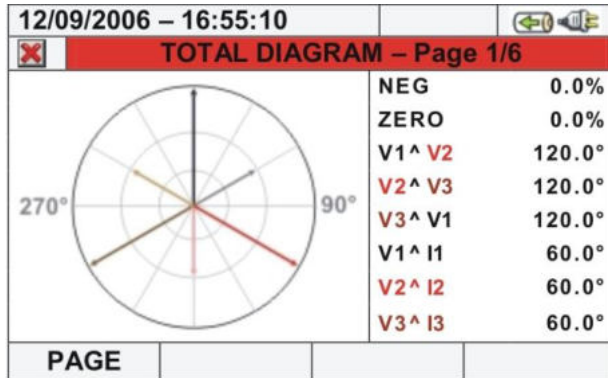 12/09/2006 – 16:55:10
TOTAL DIAGRAM – Page 1/6
NEG 0.0%
ZERO 0.0%
V1^ V2 120.0°
V2^ V3 120.0°
V3^ V1 120.0°
V1^ I1 60.0°
V2^ I2 60.0°
V3^ I3 60.0°
270°
90°
PAGE